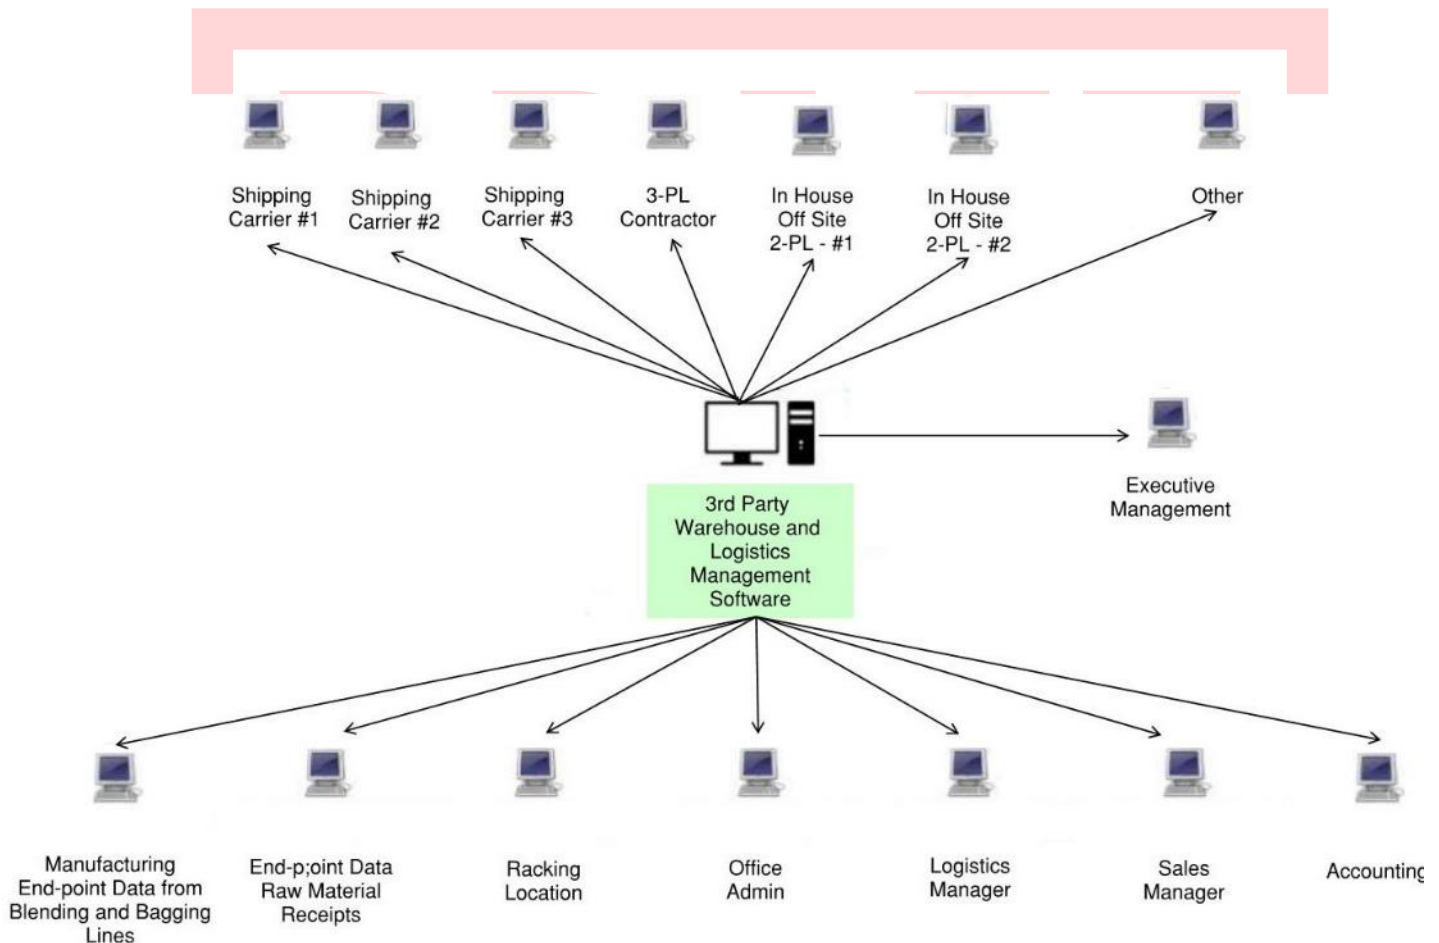 Shipping
Carrier #1
Shipping
Carrier #2
Shipping
Carrier #3
3-PL
Contractor
In House
Off Site
2-PL - #1
In House
Off Site
2-PL - #2
Other
Executive
Management
3rd Party
Warehouse and
Logistics
Management
Software
Manufacturing
End-point Data from
Blending and Bagging
Lines
End-p;oint Data
Raw Material
Receipts
Racking
Location
Office
Admin
Logistics
Manager
Sales
Manager
Accounting